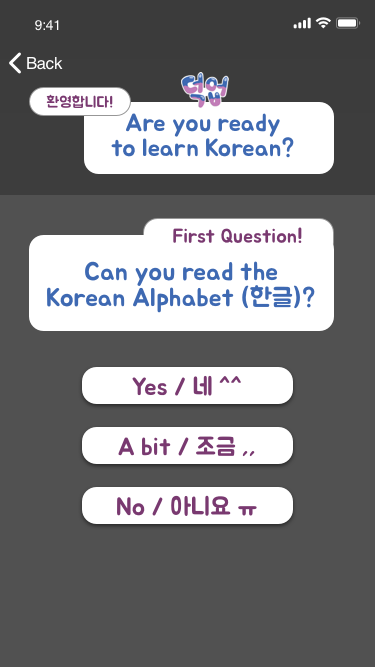 9:41
Back
덕업
환영합니다!
Are you ready
to learn Korean?
First Question!
Can you read the
Korean Alphabet (한글)?
Yes / 네 ^^
A bit / 조금 ,,
No / 아니요 ㅠ